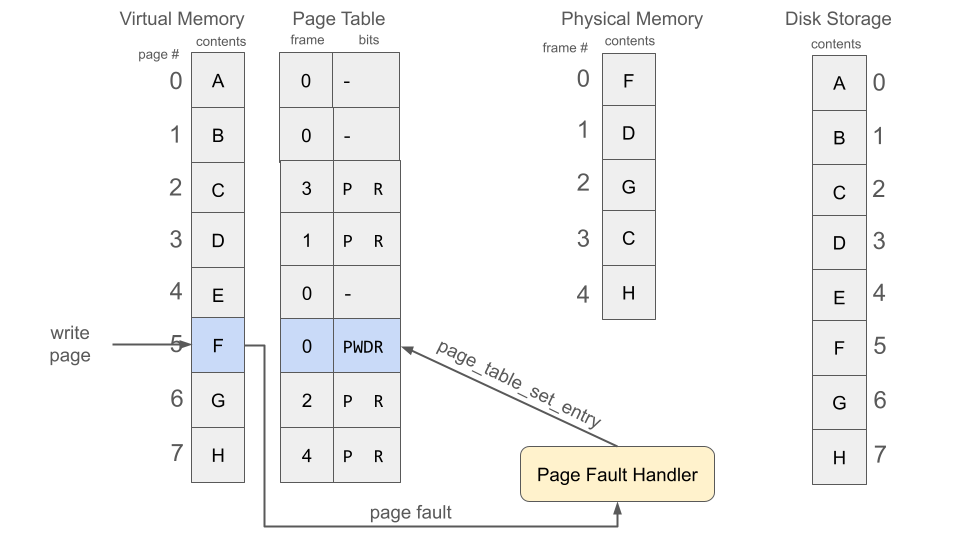 Virtual Memory Page Table Physical Memory Disk Storage
page # contents frame bits frame # contents contents
0 A 0 - 0 F A 0
1 B 0 - 1 D B 1
2 C 3 P R 2 G C 2
3 D 1 P R 3 C D 3
4 E 0 - 4 H E 4
write
page
5 F 0 PWDR F 5
page_table_set_entry
6 G 2 P R G 6
7 H 4 P R H 7
Page Fault Handler
page fault